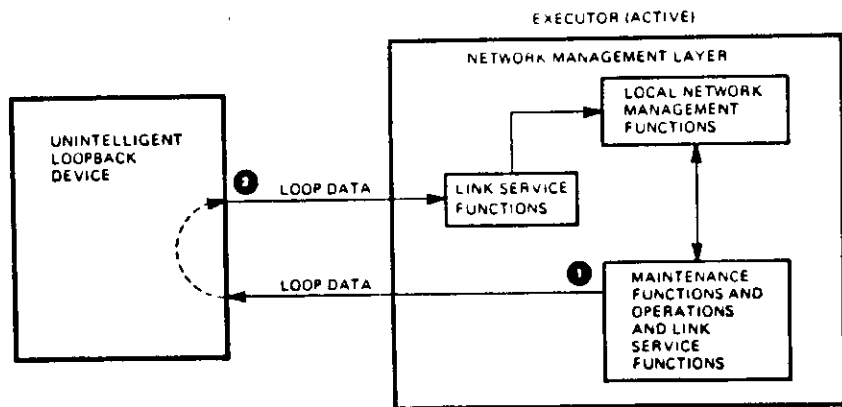 EXECUTOR (ACTIVE)
NETWORK MANAGEMENT LAYER
LOCAL NETWORK
MANAGEMENT
FUNCTIONS
UNINTELLIGENT
LOOPBACK
DEVICE
2
LOOP DATA
LINK SERVICE
FUNCTIONS
1
LOOP DATA
MAINTENANCE
FUNCTIONS AND
OPERATIONS
AND LINK
SERVICE
FUNCTIONS